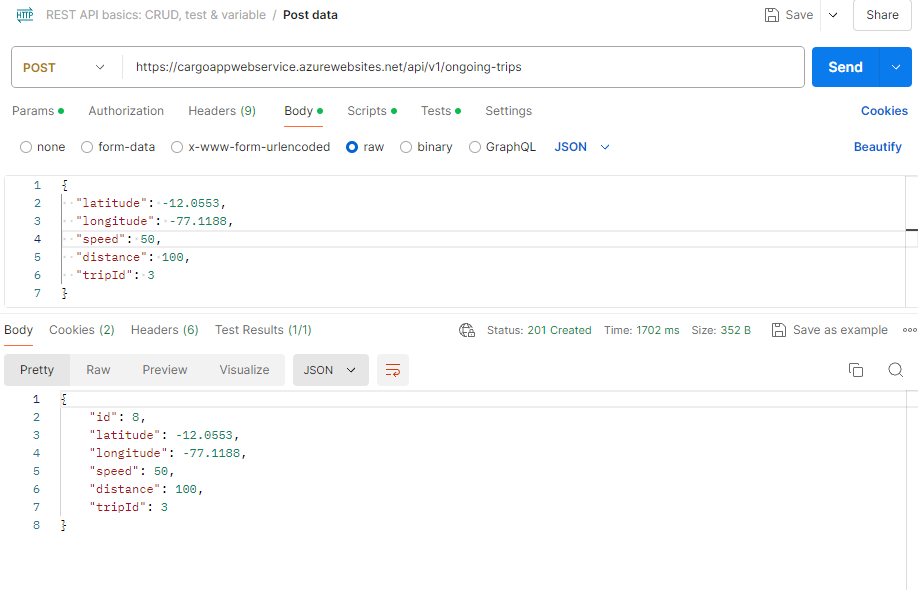 HTTP REST API basics: CRUD, test & variable / Post data Save Share
POST https://cargoappwebservice.azurewebsites.net/api/v1/ongoing-trips Send
Params Authorization Headers (9) Body Scripts Tests Settings Cookies
none form-data x-www-form-urlencoded raw binary GraphQL JSON Beautify
1 {
2 "latitude": -12.0553,
3 "longitude": -77.1188,
4 "speed": 50,
5 "distance": 100,
6 "tripId": 3
7 }
Body Cookies (2) Headers (6) Test Results (1/1) Status: 201 Created Time: 1702 ms Size: 352 B Save as example
Pretty Raw Preview Visualize JSON
1 {
2 "id": 8,
3 "latitude": -12.0553,
4 "longitude": -77.1188,
5 "speed": 50,
6 "distance": 100,
7 "tripId": 3
8 }